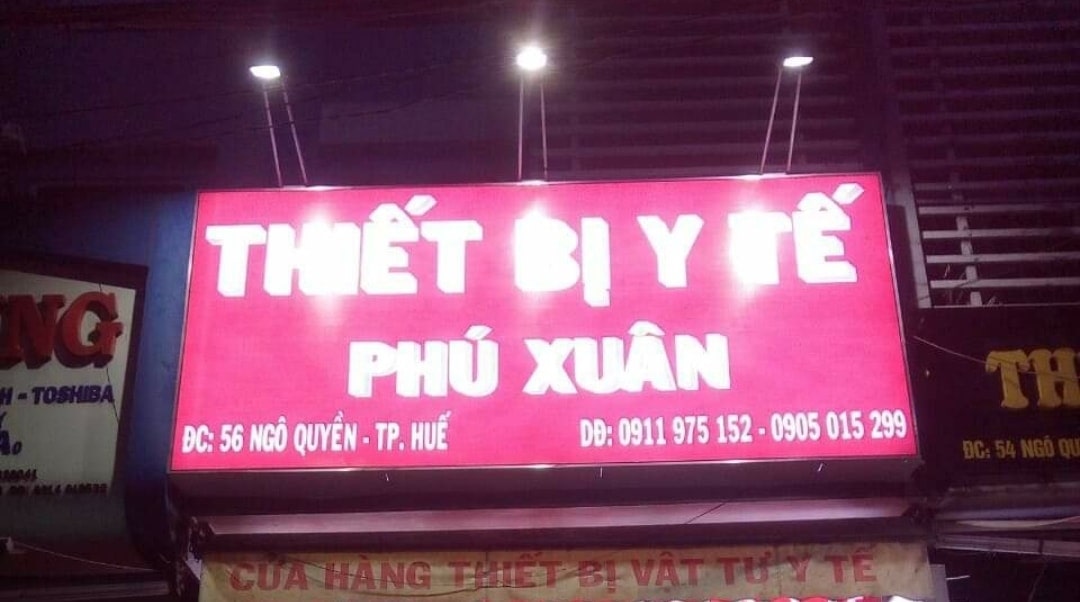 THIẾT BỊ Y TẾ
PHÚ XUÂN
ĐC: 56 NGÔ QUYỀN - TP. HUẾ
DĐ: 0911 975 152 - 0905 015 299
CỬA HÀNG THIẾT BỊ VẬT TƯ Y TẾ
NG
H - TOSHIBA
TH
ĐC: 54 NGÔ QU